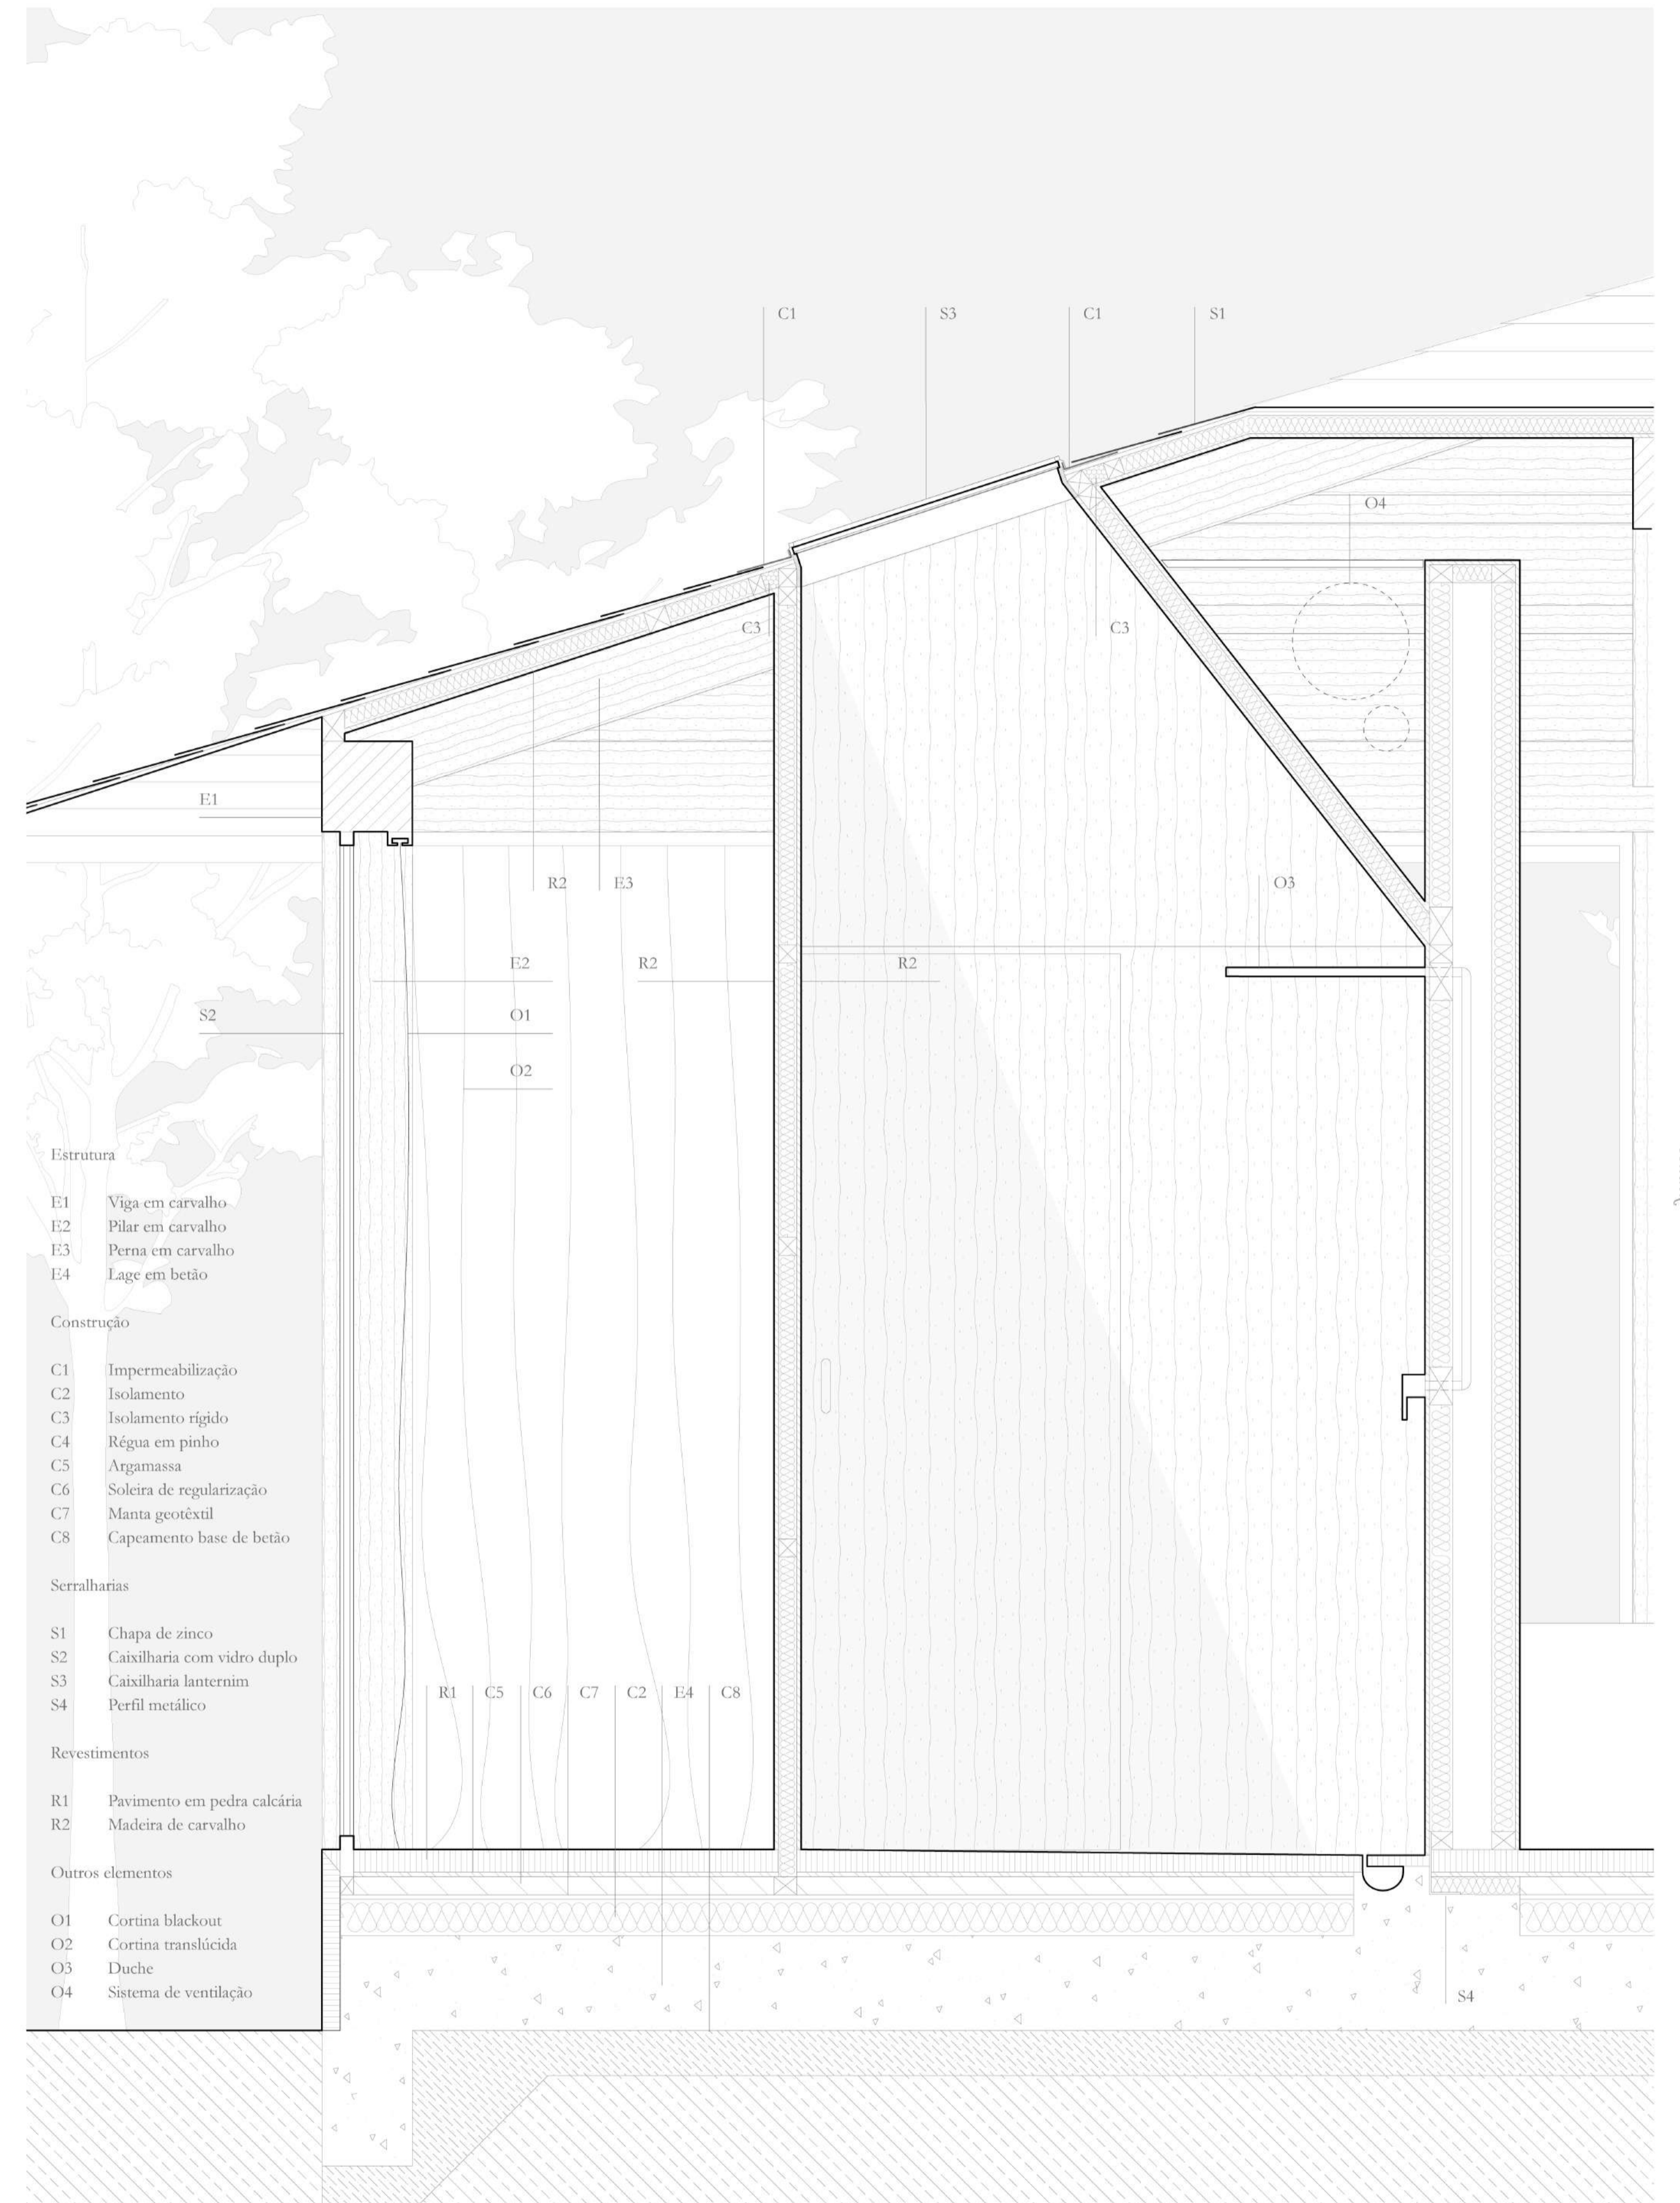 C1 S3 C1 S1
O4
C3 C3
E1
R2 E3 O3
E2 R2 R2
S2 O1
O2
Estrutura
E1 Viga em carvalho
E2 Pilar em carvalho
E3 Perna em carvalho
E4 Lage em betão
Construção
C1 Impermeabilização
C2 Isolamento
C3 Isolamento rígido
C4 Régua em pinho
C5 Argamassa
C6 Soleira de regularização
C7 Manta geotêxtil
C8 Capeamento base de betão
Serralharias
S1 Chapa de zinco
S2 Caixilharia com vidro duplo
S3 Caixilharia lanternim
S4 Perfil metálico
R1 C5 C6 C7 C2 E4 C8
Revestimentos
R1 Pavimento em pedra calcária
R2 Madeira de carvalho
Outros elementos
O1 Cortina blackout
O2 Cortina translúcida
O3 Duche
O4 Sistema de ventilação
S4